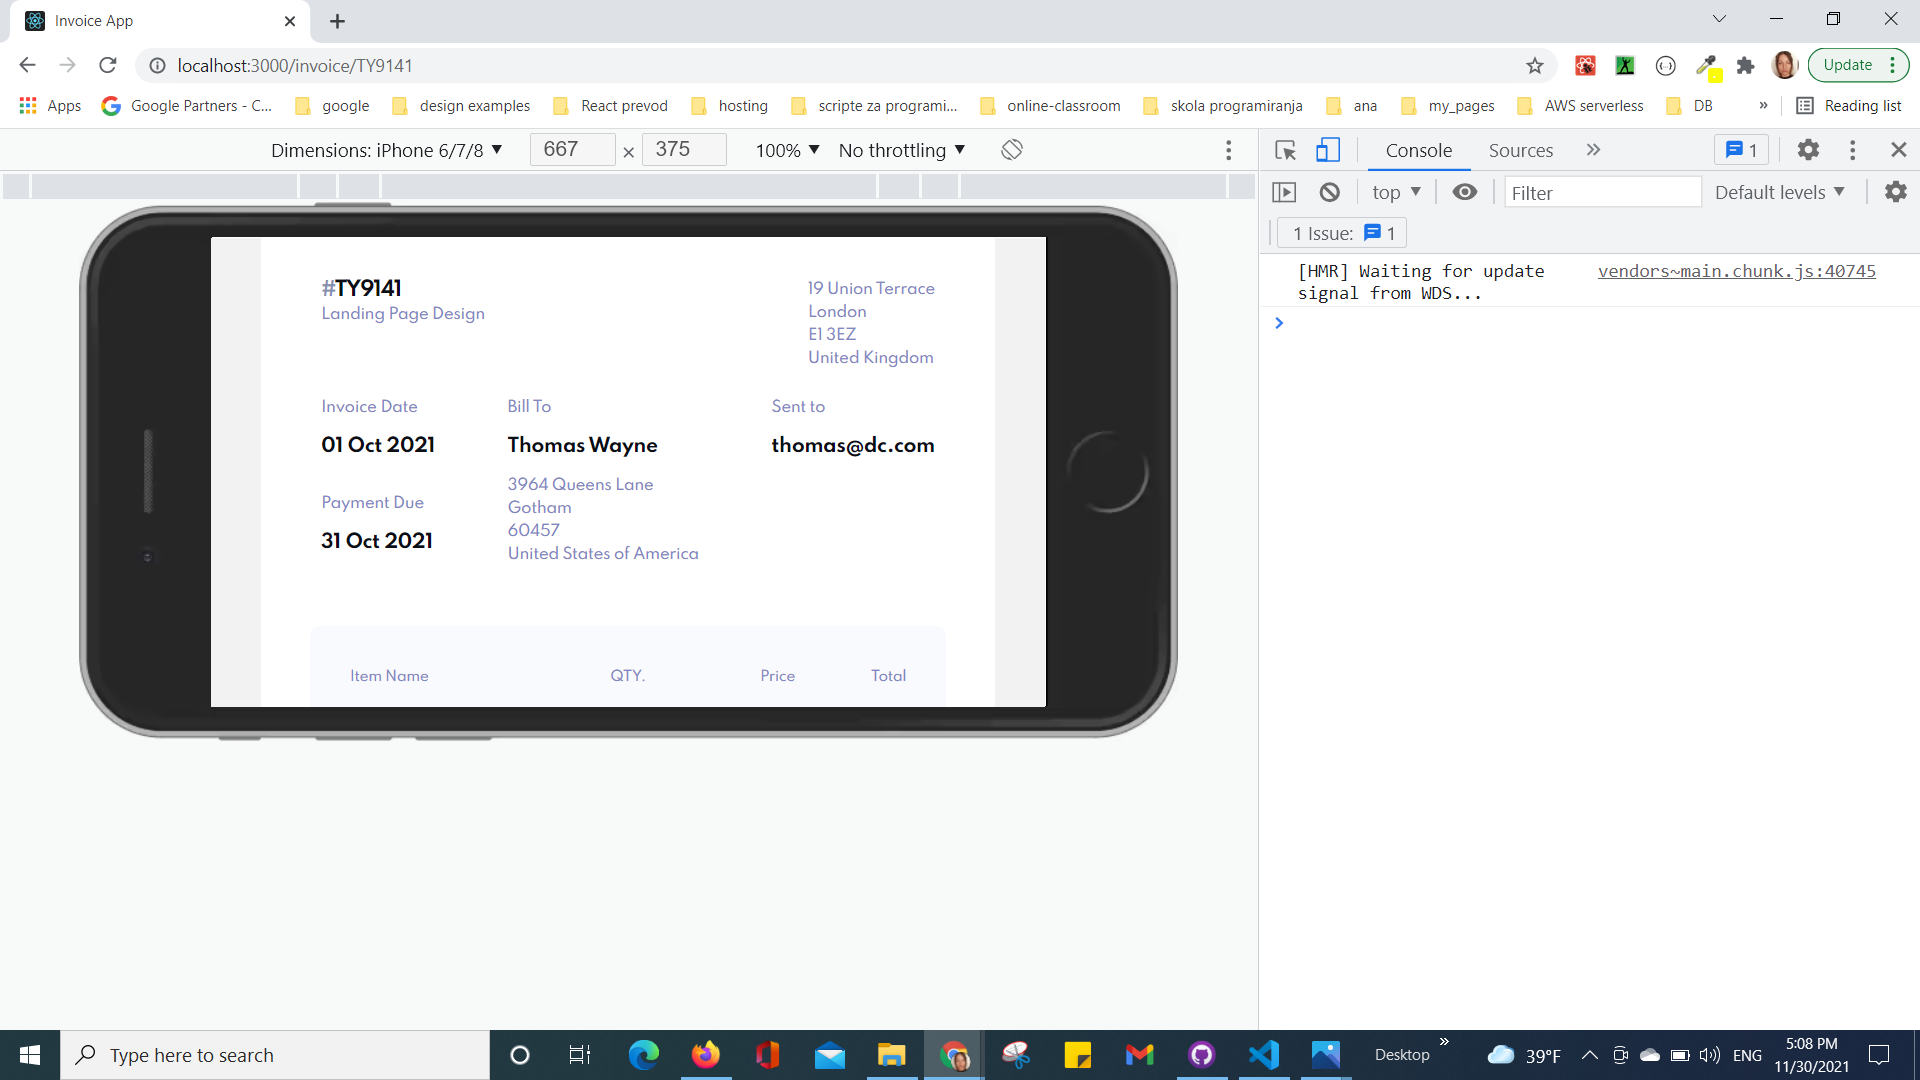 Invoice App
localhost:3000/invoice/TY9141
Update
Apps
Google Partners - C...
google
design examples
React prevod
hosting
scripte za programi...
online-classroom
skola programiranja
ana
my_pages
AWS serverless
DB
»
Reading list
Dimensions: iPhone 6/7/8
667 × 375
100%
No throttling
Console
Sources
»
1
top
Filter
Default levels
1 Issue: 1
[HMR] Waiting for update vendors~main.chunk.js:40745
signal from WDS...
#TY9141
Landing Page Design
19 Union Terrace
London
E1 3EZ
United Kingdom
Invoice Date
01 Oct 2021
Payment Due
31 Oct 2021
Bill To
Thomas Wayne
3964 Queens Lane
Gotham
60457
United States of America
Sent to
thomas@dc.com
Item Name QTY. Price Total
Type here to search
Desktop
»
39°F
ENG
5:08 PM
11/30/2021